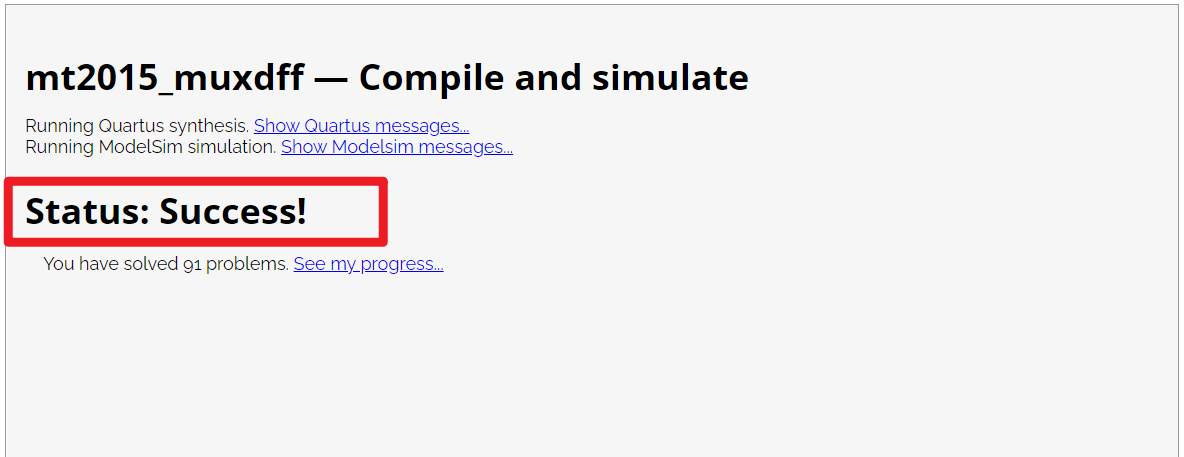 mt2015_muxdff — Compile and simulate
Running Quartus synthesis. Show Quartus messages...
Running ModelSim simulation. Show Modelsim messages...
Status: Success!
You have solved 91 problems. See my progress...